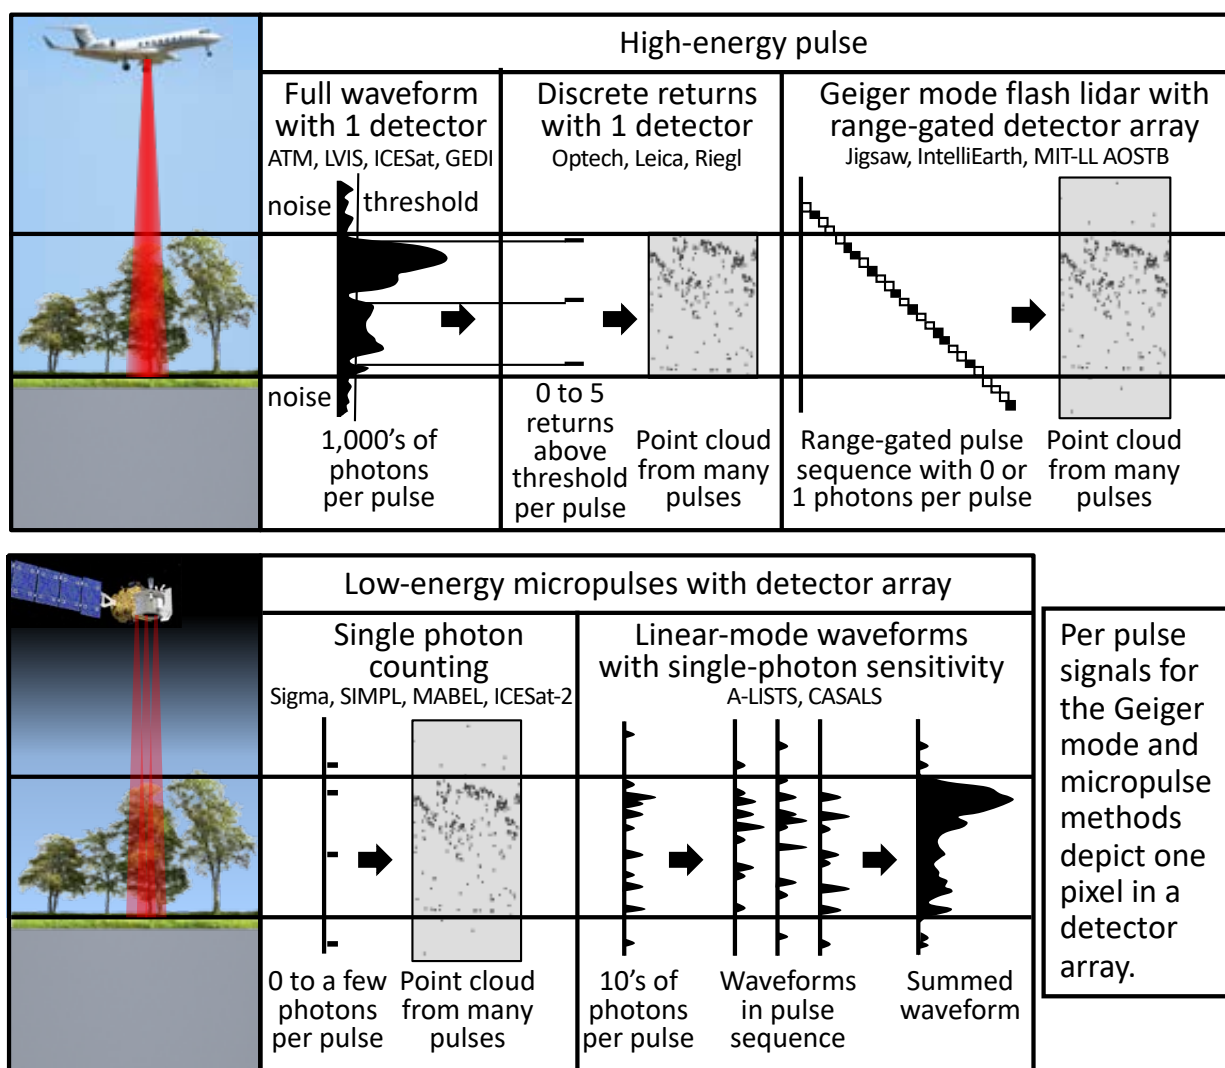 High-energy pulse
Full waveform
with 1 detector
ATM, LVIS, ICESat, GEDI
noise
threshold
noise
1,000’s of
photons
per pulse
Discrete returns
with 1 detector
Optech, Leica, Riegl
0 to 5
returns
above
threshold
per pulse
Point cloud
from many
pulses
Geiger mode flash lidar with
range-gated detector array
Jigsaw, IntelliEarth, MIT-LL AOSTB
Range-gated pulse
sequence with 0 or
1 photons per pulse
Point cloud
from many
pulses
Low-energy micropulses with detector array
Single photon
counting
Sigma, SIMPL, MABEL, ICESat-2
0 to a few
photons
per pulse
Point cloud
from many
pulses
Linear-mode waveforms
with single-photon sensitivity
A-LISTS, CASALS
10’s of
photons
per pulse
Waveforms
in pulse
sequence
Summed
waveform
Per pulse
signals for
the Geiger
mode and
micropulse
methods
depict one
pixel in a
detector
array.